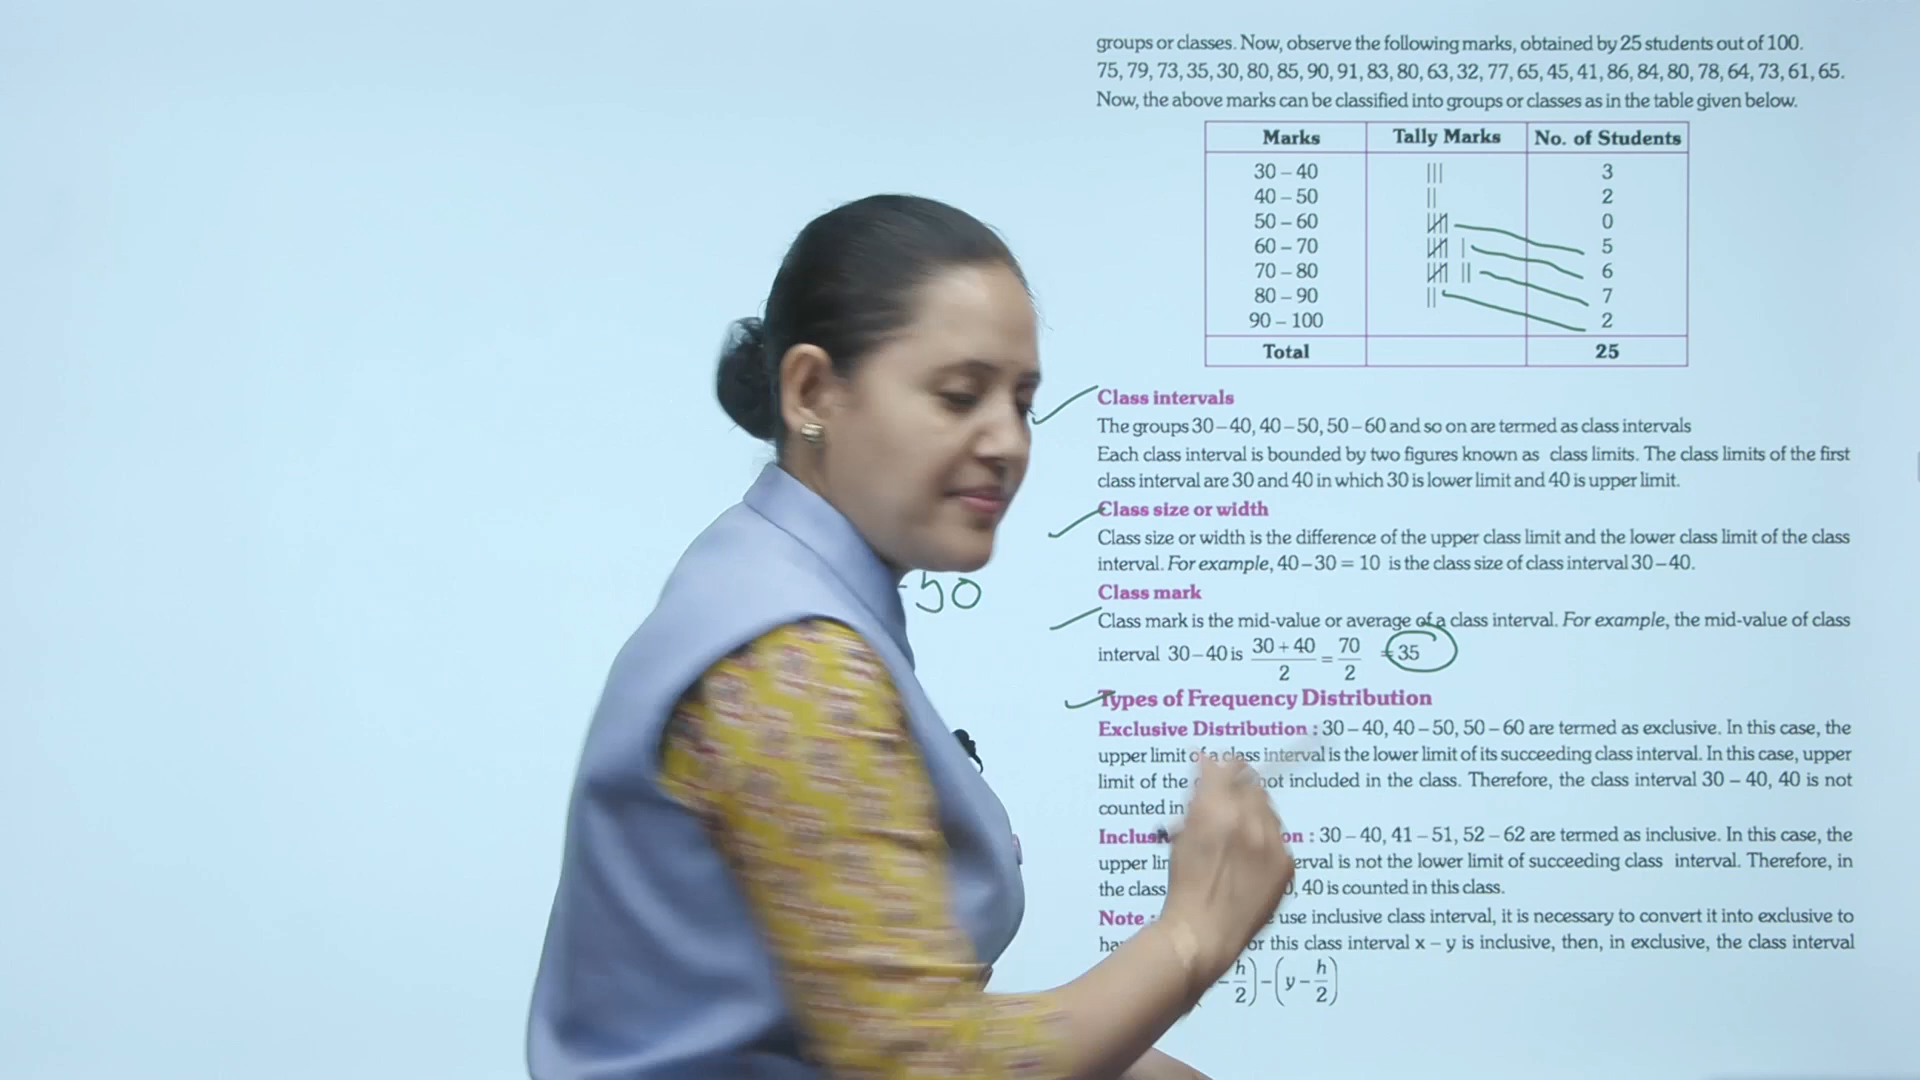 groups or classes. Now, observe the following marks, obtained by 25 students out of 100.
75, 79, 73, 35, 30, 80, 85, 90, 91, 83, 80, 63, 32, 77, 65, 45, 41, 86, 84, 80, 78, 64, 73, 61, 65.
Now, the above marks can be classified into groups or classes as in the table given below.
Marks Tally Marks No. of Students
30 – 40 ||| 3
40 – 50 || 2
50 – 60 0
60 – 70 5
70 – 80 6
80 – 90 || 7
90 – 100 2
Total 25
Class intervals
The groups 30 – 40, 40 – 50, 50 – 60 and so on are termed as class intervals
Each class interval is bounded by two figures known as class limits. The class limits of the first
class interval are 30 and 40 in which 30 is lower limit and 40 is upper limit.
Class size or width
Class size or width is the difference of the upper class limit and the lower class limit of the class
interval. For example, 40 – 30 = 10 is the class size of class interval 30 – 40.
50
Class mark
Class mark is the mid-value or average of a class interval. For example, the mid-value of class
interval 30 – 40 is 30 + 40 / 2 = 70 / 2 = 35
Types of Frequency Distribution
Exclusive Distribution : 30 – 40, 40 – 50, 50 – 60 are termed as exclusive. In this case, the
upper limit of a class interval is the lower limit of its succeeding class interval. In this case, upper
limit of the not included in the class. Therefore, the class interval 30 – 40, 40 is not
counted in
: 30 – 40, 41 – 51, 52 – 62 are termed as inclusive. In this case, the
upper is not the lower limit of succeeding class interval. Therefore, in
the class , 40 is counted in this class.
Note : use inclusive class interval, it is necessary to convert it into exclusive to
this class interval x – y is inclusive, then, in exclusive, the class interval
– h/2) – (y – h/2)